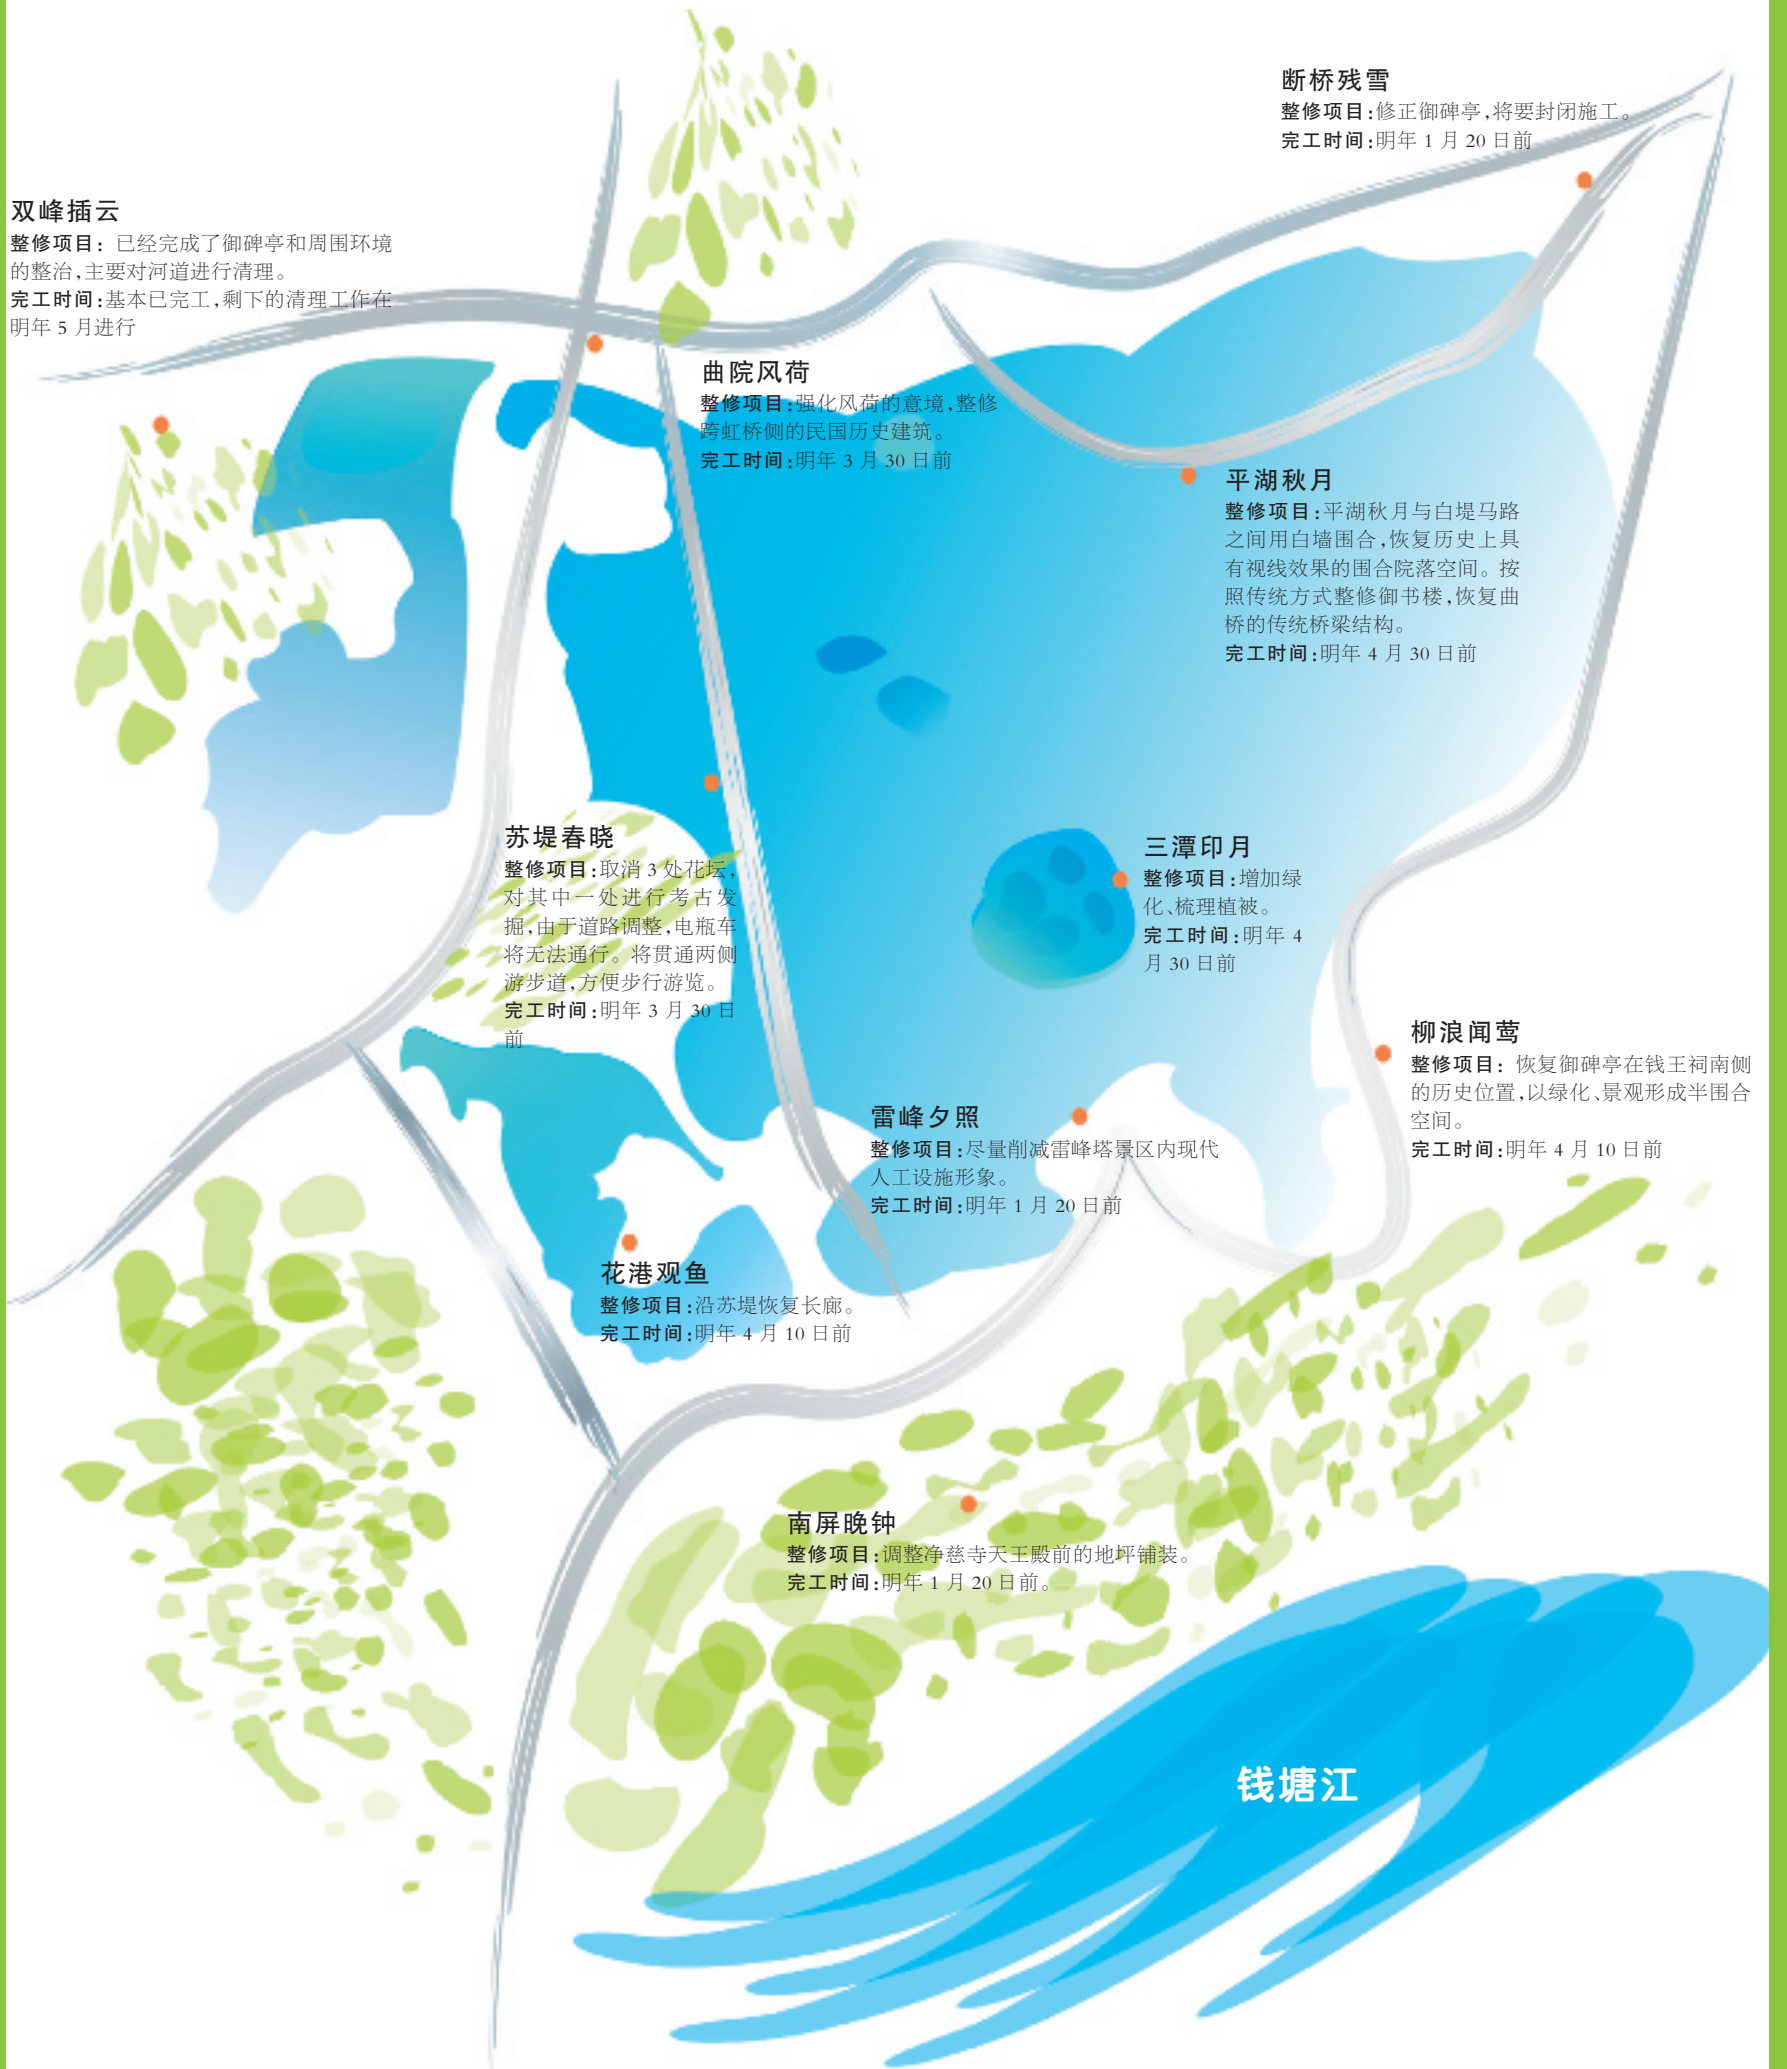 断桥残雪
整修项目:修正御碑亭,将要封闭施工。
完工时间:明年 1 月 20 日前
双峰插云
整修项目: 已经完成了御碑亭和周围环境
的整治,主要对河道进行清理。
完工时间:基本已完工,剩下的清理工作在
明年 5 月进行
曲院风荷
整修项目:强化风荷的意境,整修
跨虹桥侧的民国历史建筑。
完工时间:明年 3 月 30 日前
平湖秋月
整修项目:平湖秋月与白堤马路
之间用白墙围合,恢复历史上具
有视线效果的围合院落空间。按
照传统方式整修御书楼,恢复曲
桥的传统桥梁结构。
完工时间:明年 4 月 30 日前
苏堤春晓
整修项目:取消 3 处花坛,
对其中一处进行考古发
掘,由于道路调整,电瓶车
将无法通行。将贯通两侧
游步道,方便步行游览。
完工时间:明年 3 月 30 日
前
三潭印月
整修项目:增加绿
化、梳理植被。
完工时间:明年 4
月 30 日前
柳浪闻莺
整修项目: 恢复御碑亭在钱王祠南侧
的历史位置,以绿化、景观形成半围合
空间。
完工时间:明年 4 月 10 日前
雷峰夕照
整修项目:尽量削减雷峰塔景区内现代
人工设施形象。
完工时间:明年 1 月 20 日前
花港观鱼
整修项目:沿苏堤恢复长廊。
完工时间:明年 4 月 10 日前
南屏晚钟
整修项目:调整净慈寺天王殿前的地坪铺装。
完工时间:明年 1 月 20 日前。
钱塘江